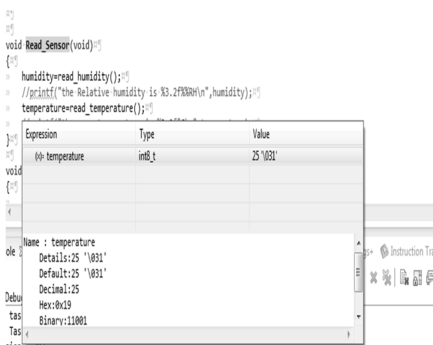 void Read_Sensor(void)
{
humidity=read_humidity();
//printf("the Relative humidity is %3.2f%%RH\n",humidity);
temperature=read_temperature();
}
void
{
Expression Type Value
(x)= temperature int8_t 25 '\031'
Name : temperature
Details:25 '\031'
Default:25 '\031'
Decimal:25
Hex:0x19
Binary:11001
ole
gs+ Instruction Tra
Debu
tas
Tas